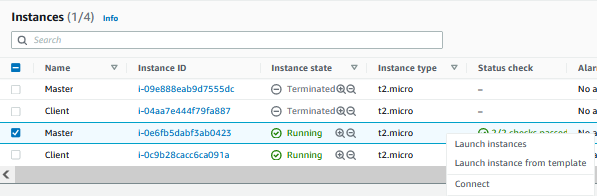 Instances (1/4) Info
Search
Name Instance ID Instance state Instance type Status check Alar
Master i-09e888eab9d7555dc Terminated t2.micro – No a
Client i-04aa7e444f79fa887 Terminated t2.micro – No a
Master i-0e6fb5dabf3ab0423 Running t2.micro 2/2 checks passed No a
Client i-0c9b28cacc6ca091a Running t2.micro No a
Launch instances
Launch instance from template
Connect